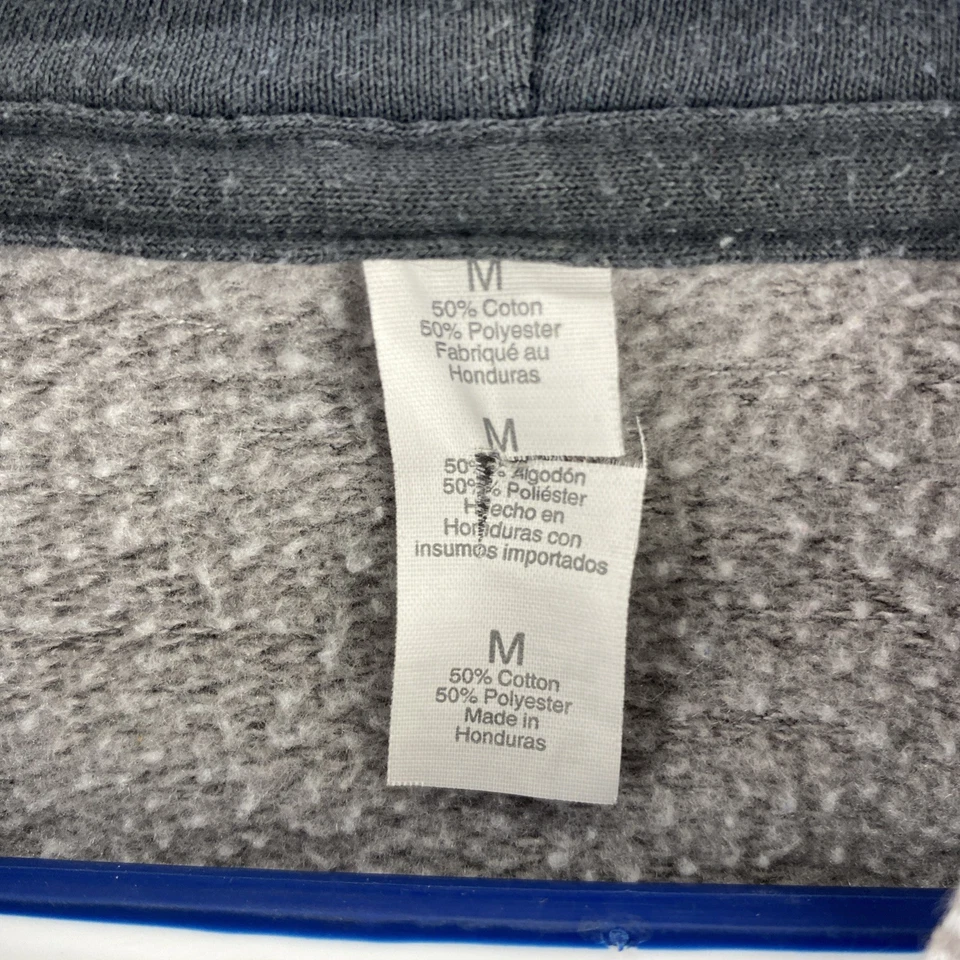 M
50% Coton
50% Polyester
Fabriqué au
Honduras
M
50% Algodón
50% Poliéster
Hecho en
Honduras con
insumos importados
M
50% Cotton
50% Polyester
Made in
Honduras